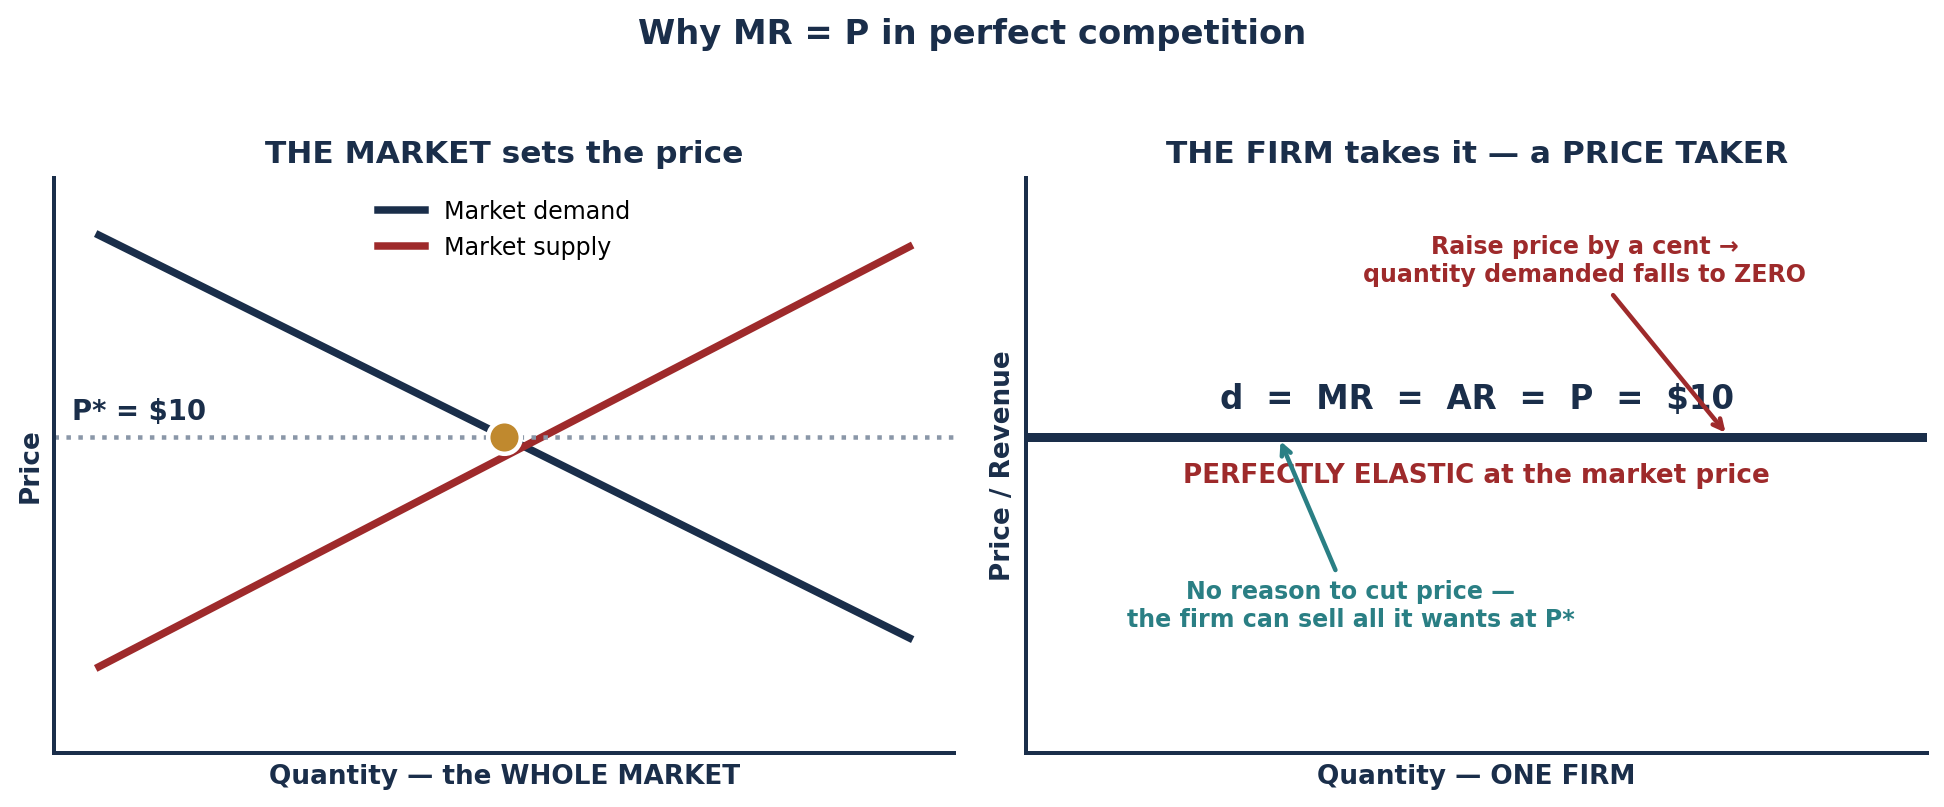 Why MR = P in perfect competition
THE MARKET sets the price
Market demand
Market supply
P* = $10
Price
Quantity — the WHOLE MARKET
THE FIRM takes it — a PRICE TAKER
Raise price by a cent →
quantity demanded falls to ZERO
d = MR = AR = P = $10
PERFECTLY ELASTIC at the market price
No reason to cut price —
the firm can sell all it wants at P*
Price / Revenue
Quantity — ONE FIRM